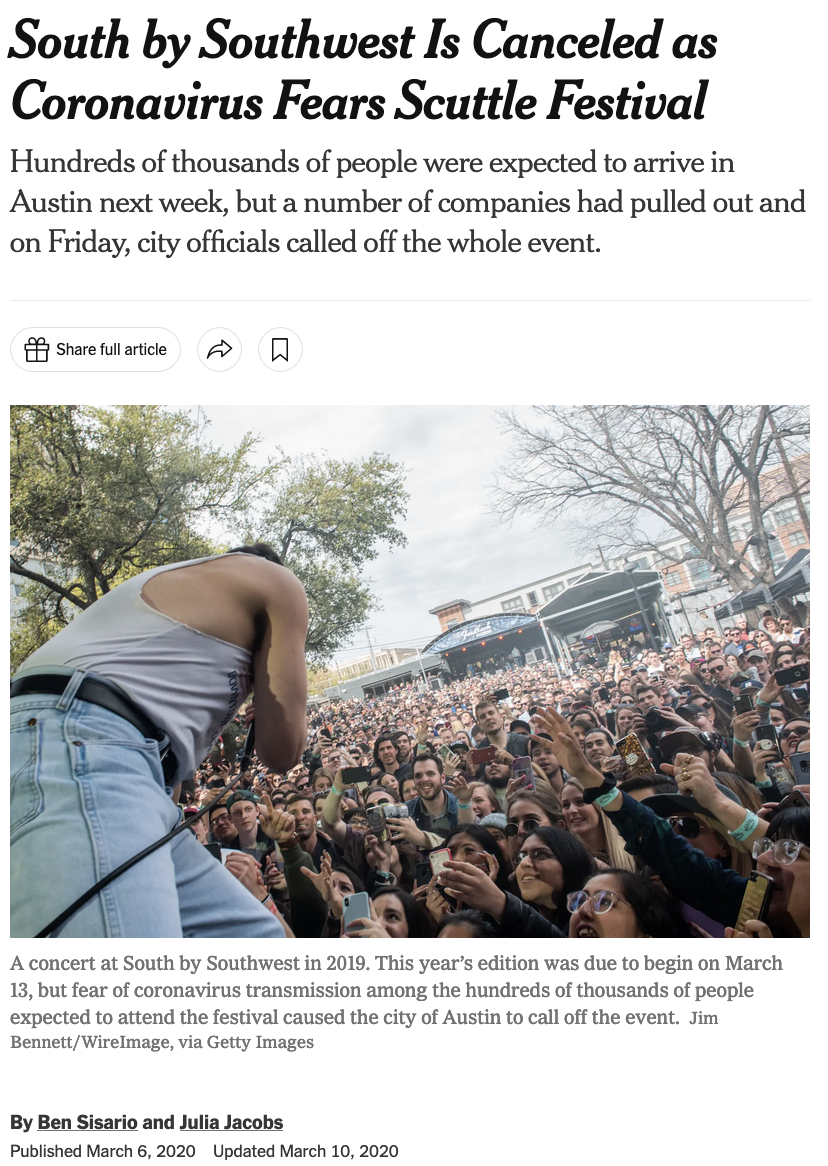 South by Southwest Is Canceled as
Coronavirus Fears Scuttle Festival
Hundreds of thousands of people were expected to arrive in
Austin next week, but a number of companies had pulled out and
on Friday, city officials called off the whole event.
Share full article
A concert at South by Southwest in 2019. This year’s edition was due to begin on March
13, but fear of coronavirus transmission among the hundreds of thousands of people
expected to attend the festival caused the city of Austin to call off the event. Jim
Bennett/WireImage, via Getty Images
By Ben Sisario and Julia Jacobs
Published March 6, 2020 Updated March 10, 2020